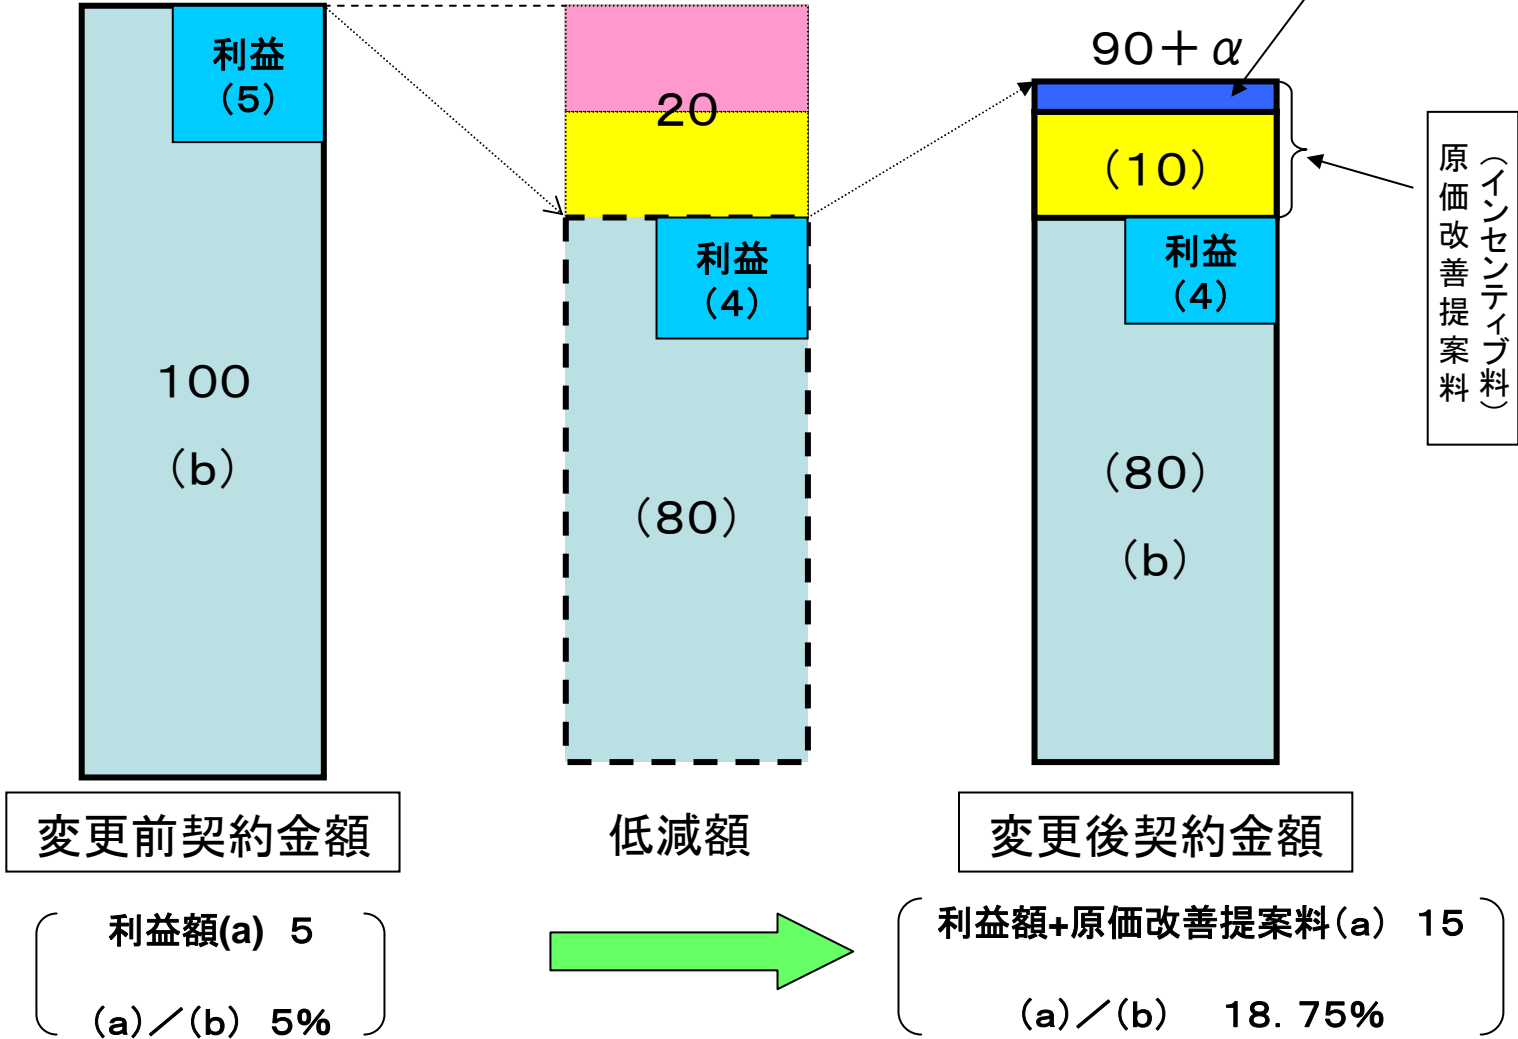 利益
(5)
100
(b)
20
利益
(4)
(80)
90+α
(10)
利益
(4)
(80)
(b)
原価改善提案料
(インセンティブ料)
変更前契約金額
低減額
変更後契約金額
利益額(a) 5
(a)/(b) 5%
利益額+原価改善提案料(a) 15
(a)/(b) 18.75%